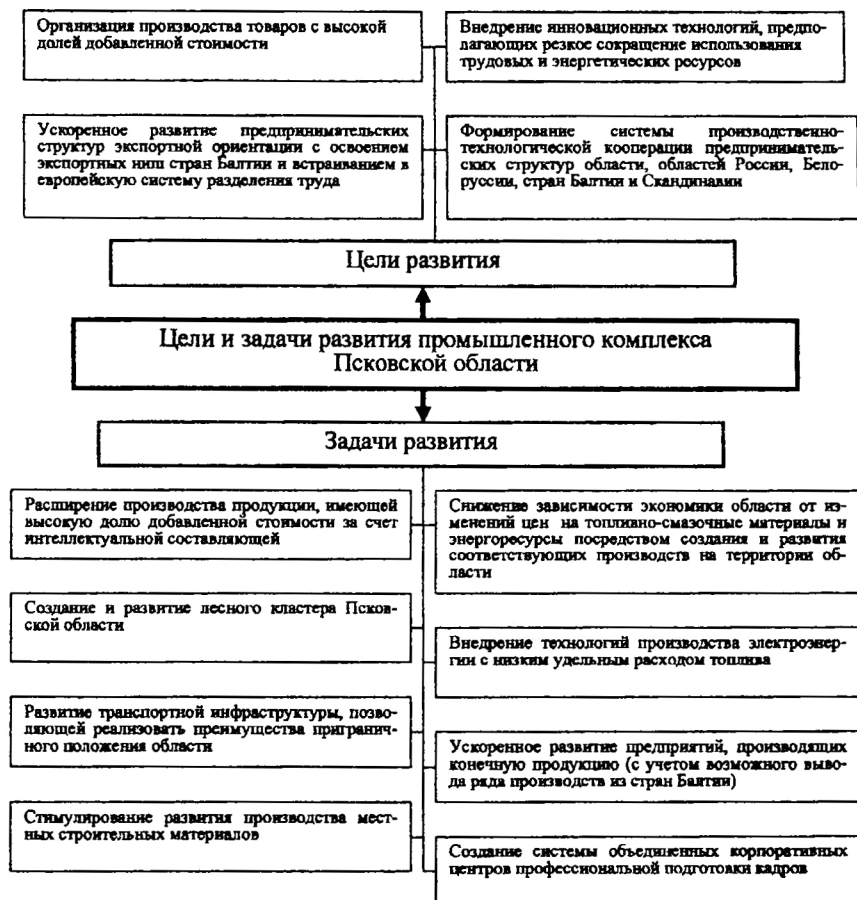 Организация производства товаров с высокой
долей добавленной стоимости
Внедрение инновационных технологий, предпо-
лагающих резкое сокращение использования
трудовых и энергетических ресурсов
Ускоренное развитие предпринимательских
структур экспортной ориентации с освоением
экспортных ниш стран Балтии и встраиванием в
европейскую систему разделения труда
Формирование системы производственно-
технологической кооперации предприниматель-
ских структур области, областей России, Бело-
руссии, стран Балтии и Скандинавии
Цели развития
Цели и задачи развития промышленного комплекса
Псковской области
Задачи развития
Расширение производства продукции, имеющей
высокую долю добавленной стоимости за счет
интеллектуальной составляющей
Снижение зависимости экономики области от из-
менений цен на топливно-смазочные материалы и
энергоресурсы посредством создания и развития
соответствующих производств на территории об-
ласти
Создание и развитие лесного кластера Псков-
ской области
Внедрение технологий производства электроэнер-
гии с низким удельным расходом топлива
Развитие транспортной инфраструктуры, позво-
ляющей реализовать преимущества пригранич-
ного положения области
Ускоренное развитие предприятий, производящих
конечную продукцию (с учетом возможного выво-
да ряда производств из стран Балтии)
Стимулирование развития производства мест-
ных строительных материалов
Создание системы объединенных корпоративных
центров профессиональной подготовки кадров